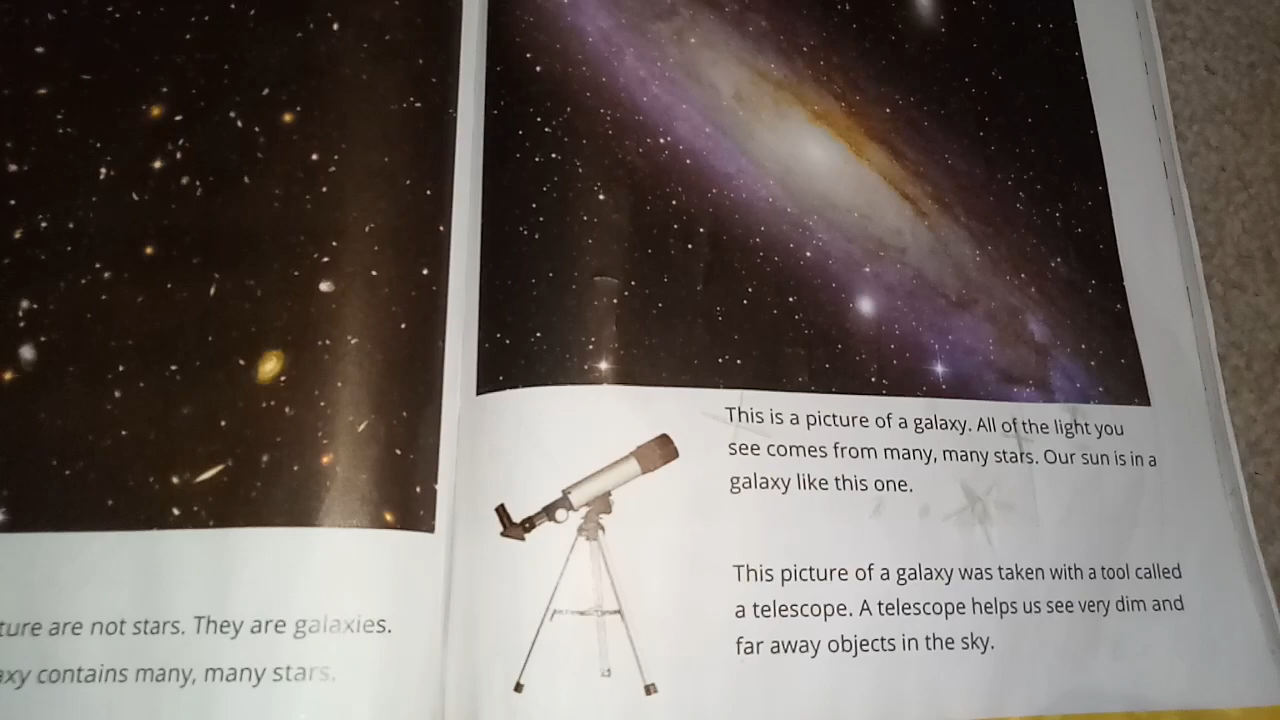 are not stars. They are galaxies.
contains many, many stars.
This is a picture of a galaxy. All of the light you
see comes from many, many stars. Our sun is in a
galaxy like this one.
This picture of a galaxy was taken with a tool called
a telescope. A telescope helps us see very dim and
far away objects in the sky.